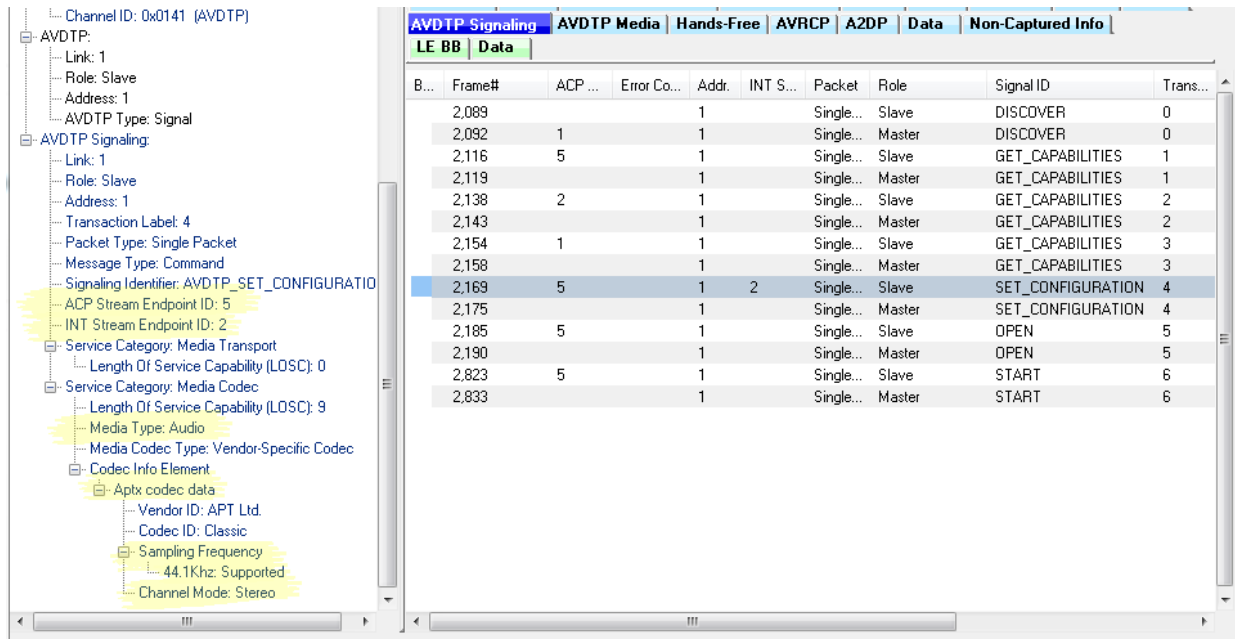 Channel ID: 0x0141 (AVDTP)
AVDTP:
Link: 1
Role: Slave
Address: 1
AVDTP Type: Signal
AVDTP Signaling:
Link: 1
Role: Slave
Address: 1
Transaction Label: 4
Packet Type: Single Packet
Message Type: Command
Signaling Identifier: AVDTP_SET_CONFIGURATIO
ACP Stream Endpoint ID: 5
INT Stream Endpoint ID: 2
Service Category: Media Transport
Length Of Service Capability (LOSC): 0
Service Category: Media Codec
Length Of Service Capability (LOSC): 9
Media Type: Audio
Media Codec Type: Vendor-Specific Codec
Codec Info Element
Aptx codec data
Vendor ID: APT Ltd.
Codec ID: Classic
Sampling Frequency
44.1Khz: Supported
Channel Mode: Stereo
AVDTP Signaling AVDTP Media Hands-Free AVRCP A2DP Data Non-Captured Info
LE BB Data
B... Frame# ACP ... Error Co... Addr. INT S... Packet Role Signal ID Trans...
2,089 1 Single... Slave DISCOVER 0
2,092 1 1 Single... Master DISCOVER 0
2,116 5 1 Single... Slave GET_CAPABILITIES 1
2,119 1 Single... Master GET_CAPABILITIES 1
2,138 2 1 Single... Slave GET_CAPABILITIES 2
2,143 1 Single... Master GET_CAPABILITIES 2
2,154 1 1 Single... Slave GET_CAPABILITIES 3
2,158 1 Single... Master GET_CAPABILITIES 3
2,169 5 1 2 Single... Slave SET_CONFIGURATION 4
2,175 1 Single... Master SET_CONFIGURATION 4
2,185 5 1 Single... Slave OPEN 5
2,190 1 Single... Master OPEN 5
2,823 5 1 Single... Slave START 6
2,833 1 Single... Master START 6